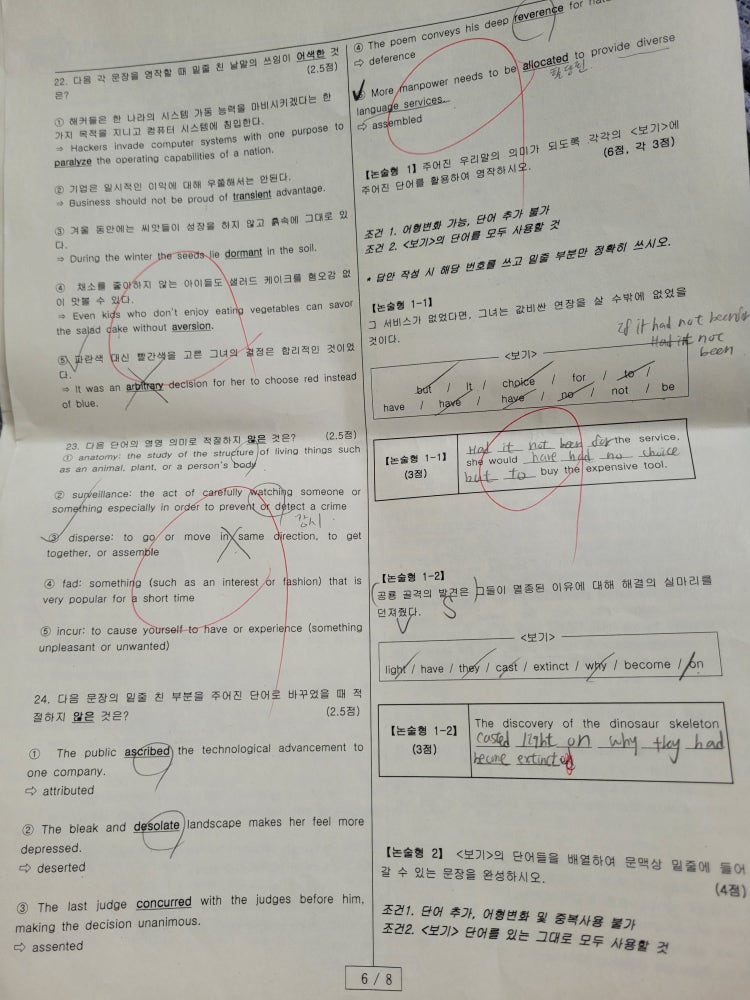 22. 다음 각 문장을 영작할 때 밑줄 친 낱말의 쓰임이 어색한 것
은? (2.5점)
① 해커들은 한 나라의 시스템 가동 능력을 마비시키겠다는 한
가지 목적을 지니고 컴퓨터 시스템에 침입한다.
⇒ Hackers invade computer systems with one purpose to
paralyze the operating capabilities of a nation.
② 기업은 일시적인 이익에 대해 우쭐해서는 안된다.
⇒ Business should not be proud of transient advantage.
③ 겨울 동안에는 씨앗들이 성장을 하지 않고 흙속에 그대로 있
다.
⇒ During the winter the seeds lie dormant in the soil.
④ 채소를 좋아하지 않는 아이들도 샐러드 케이크를 혐오감 없
이 맛볼 수 있다.
⇒ Even kids who don't enjoy eating vegetables can savor
the salad cake without aversion.
⑤ 파란색 대신 빨간색을 고른 그녀의 결정은 합리적인 것이었
다.
⇒ It was an arbitrary decision for her to choose red instead
of blue.
23. 다음 단어의 영영 의미로 적절하지 않은 것은? (2.5점)
① anatomy: the study of the structure of living things such
as an animal, plant, or a person's body
② surveillance: the act of carefully watching someone or
something especially in order to prevent or detect a crime
감시
③ disperse: to go or move in same direction, to get
together, or assemble
④ fad: something (such as an interest or fashion) that is
very popular for a short time
⑤ incur: to cause yourself to have or experience (something
unpleasant or unwanted)
24. 다음 문장의 밑줄 친 부분을 주어진 단어로 바꾸었을 때 적
절하지 않은 것은? (2.5점)
① The public ascribed the technological advancement to
one company.
⇨ attributed
② The bleak and desolate landscape makes her feel more
depressed.
⇨ deserted
③ The last judge concurred with the judges before him,
making the decision unanimous.
⇨ assented
④ The poem conveys his deep reverence for
⇨ deference
⑤ More manpower needs to be allocated to provide diverse
할당된
language services.
⇨ assembled
[논술형 1] 주어진 우리말의 의미가 되도록 각각의 <보기>에
주어진 단어를 활용하여 영작하시오. (6점, 각 3점)
조건 1. 어형변화 가능, 단어 추가 불가
조건 2. <보기>의 단어를 모두 사용할 것
* 답안 작성 시 해당 번호를 쓰고 밑줄 부분만 정확히 쓰시오.
[논술형 1-1]
그 서비스가 없었다면, 그녀는 값비싼 연장을 살 수밖에 없었을
것이다.
if it had not been for
Had it not
been
<보기>
but / it / choice / for / to /
have / have / have / no / not / be
[논술형 1-1]
(3점)
Had it not been for the service,
she would have had no choice
but to buy the expensive tool.
[논술형 1-2]
공룡 골격의 발견은 그들이 멸종된 이유에 대해 해결의 실마리를
던져줬다.
S
V
<보기>
light / have / they / cast / extinct / why / become / on
[논술형 1-2]
(3점)
The discovery of the dinosaur skeleton
casted light on why they had
become extinct
[논술형 2] <보기>의 단어들을 배열하여 문맥상 밑줄에 들어
갈 수 있는 문장을 완성하시오. (4점)
조건1. 단어 추가, 어형변화 및 중복사용 불가
조건2. <보기> 단어를 있는 그대로 모두 사용할 것
6 / 8